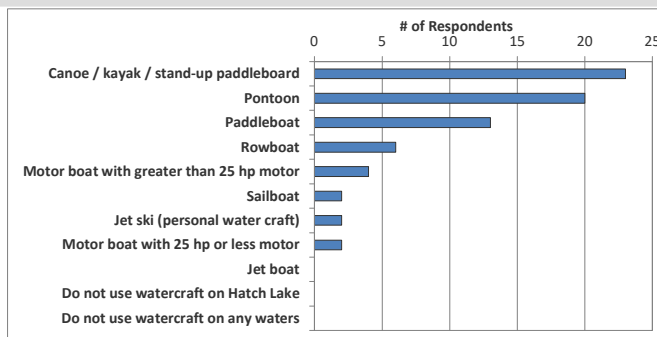 # of Respondents
0 5 10 15 20 25
Canoe / kayak / stand-up paddleboard
Pontoon
Paddleboat
Rowboat
Motor boat with greater than 25 hp motor
Sailboat
Jet ski (personal water craft)
Motor boat with 25 hp or less motor
Jet boat
Do not use watercraft on Hatch Lake
Do not use watercraft on any waters